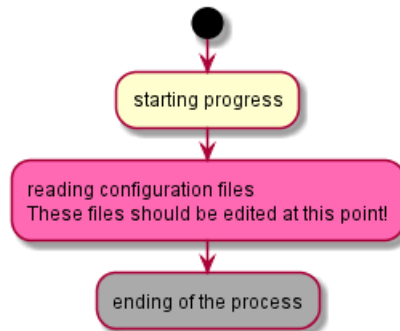 starting progress
reading configuration files
These files should be edited at this point!
ending of the process